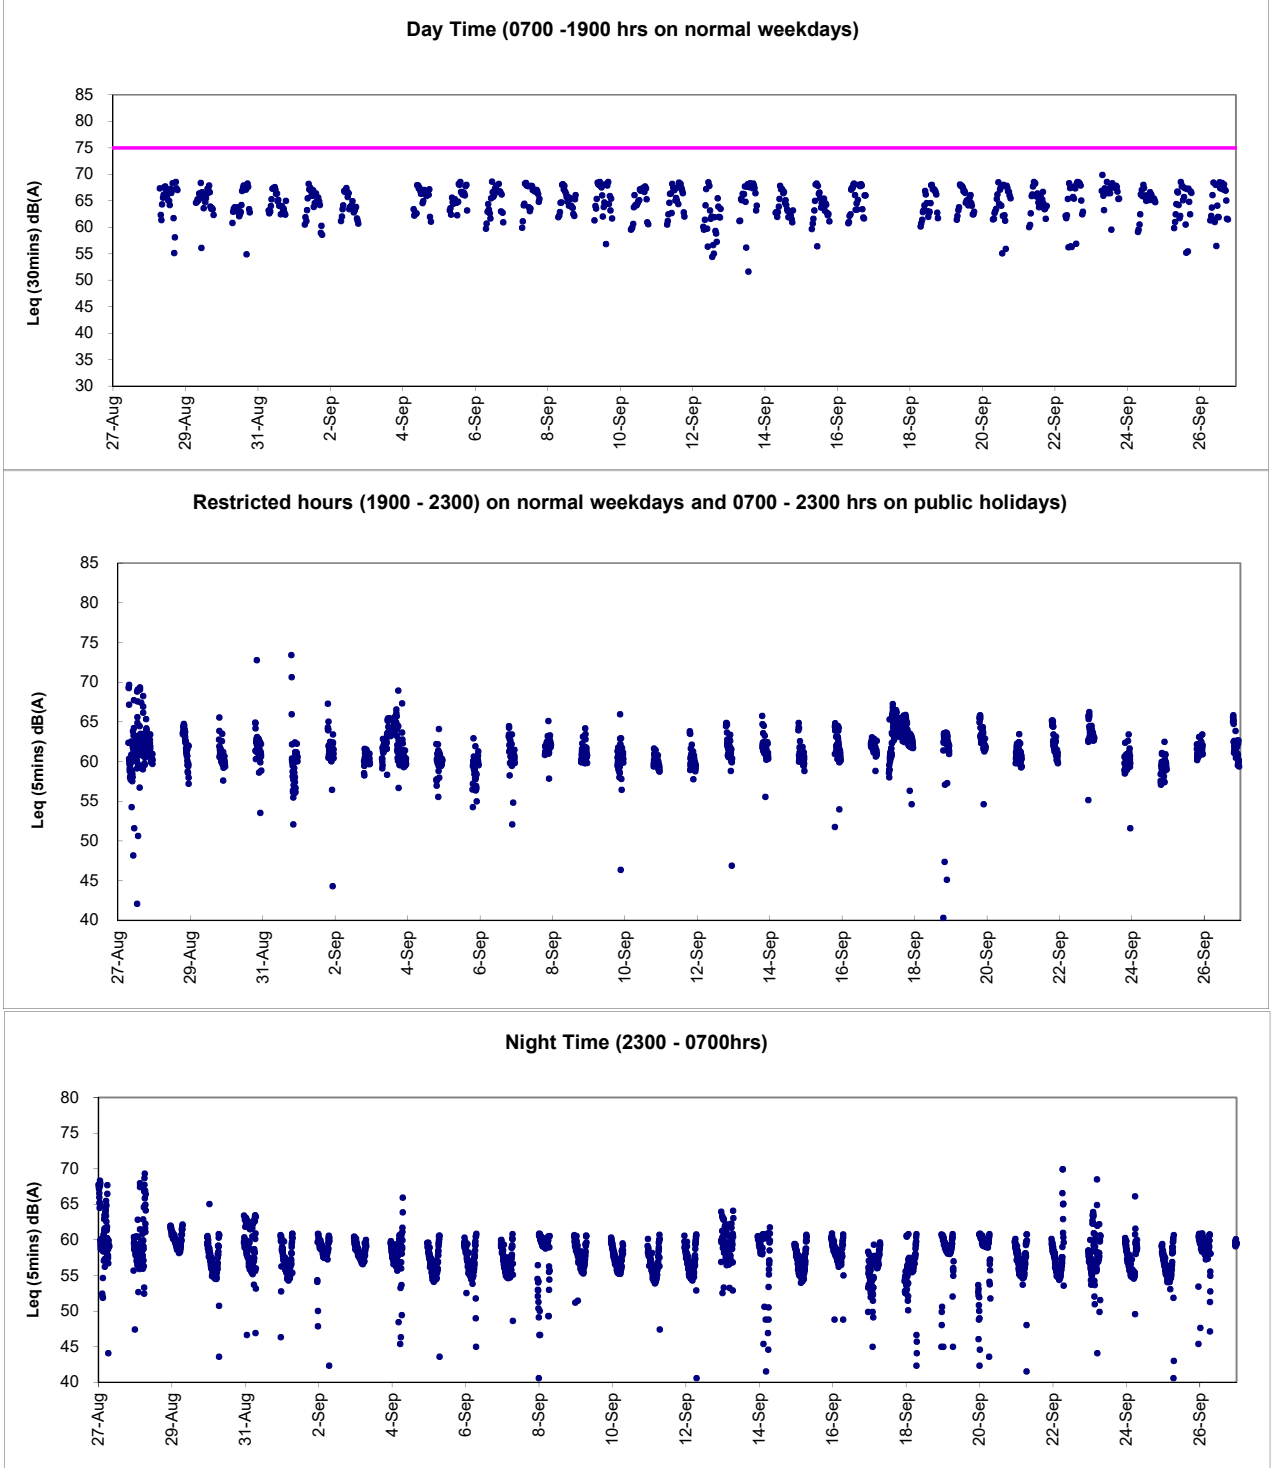 Day Time (0700 -1900 hrs on normal weekdays)
Leq (30mins) dB(A)
85
80
75
70
65
60
55
50
45
40
35
30
27-Aug
29-Aug
31-Aug
2-Sep
4-Sep
6-Sep
8-Sep
10-Sep
12-Sep
14-Sep
16-Sep
18-Sep
20-Sep
22-Sep
24-Sep
26-Sep
Restricted hours (1900 - 2300) on normal weekdays and 0700 - 2300 hrs on public holidays)
Leq (5mins) dB(A)
85
80
75
70
65
60
55
50
45
40
27-Aug
29-Aug
31-Aug
2-Sep
4-Sep
6-Sep
8-Sep
10-Sep
12-Sep
14-Sep
16-Sep
18-Sep
20-Sep
22-Sep
24-Sep
26-Sep
Night Time (2300 - 0700hrs)
Leq (5mins) dB(A)
80
75
70
65
60
55
50
45
40
27-Aug
29-Aug
31-Aug
2-Sep
4-Sep
6-Sep
8-Sep
10-Sep
12-Sep
14-Sep
16-Sep
18-Sep
20-Sep
22-Sep
24-Sep
26-Sep